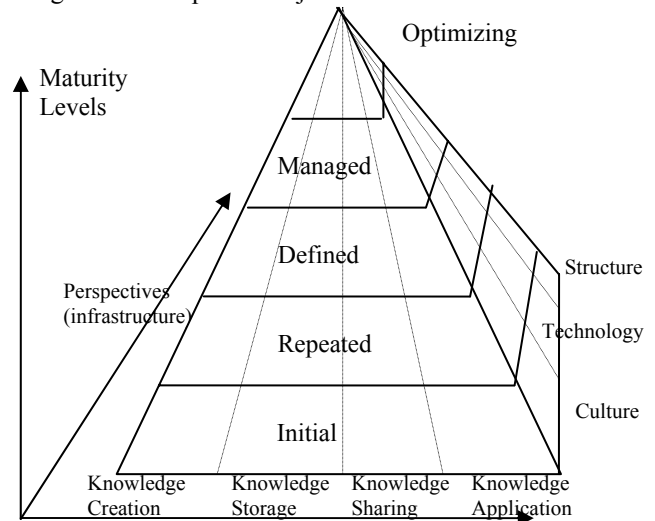 Optimizing
Maturity
Levels
Managed
Defined
Structure
Perspectives
(infrastructure)
Technology
Repeated
Culture
Initial
Knowledge Knowledge Knowledge Knowledge
Creation Storage Sharing Application